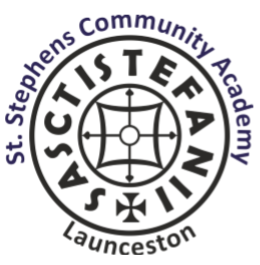 St. Stephens Community Academy
SASCTISTEFANII
Launceston